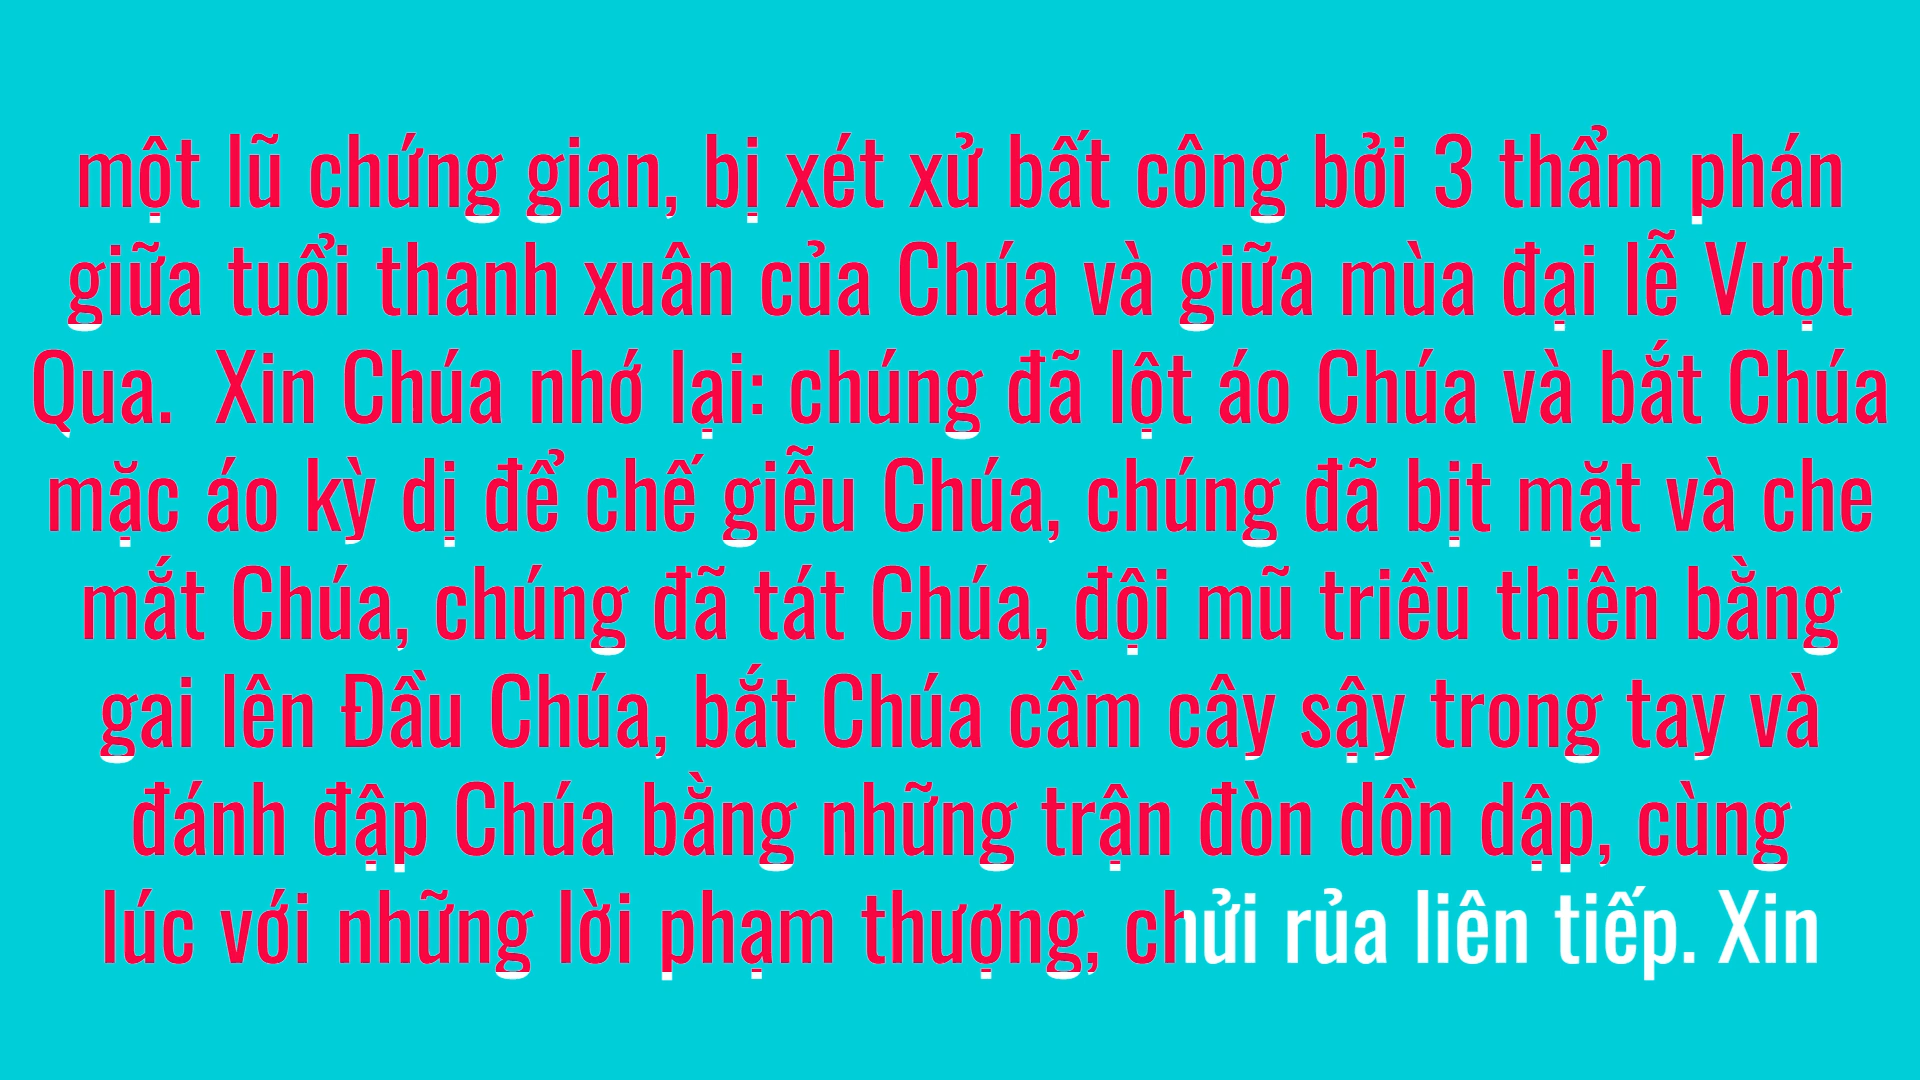 một lũ chứng gian, bị xét xử bất công bởi 3 thẩm phán
giữa tuổi thanh xuân của Chúa và giữa mùa đại lễ Vượt
Qua.  Xin Chúa nhớ lại: chúng đã lột áo Chúa và bắt Chúa
mặc áo kỳ dị để chế giễu Chúa, chúng đã bịt mặt và che
mắt Chúa, chúng đã tát Chúa, đội mũ triều thiên bằng
gai lên Đầu Chúa, bắt Chúa cầm cây sậy trong tay và
đánh đập Chúa bằng những trận đòn dồn dập, cùng
lúc với những lời phạm thượng, chửi rủa liên tiếp. Xin